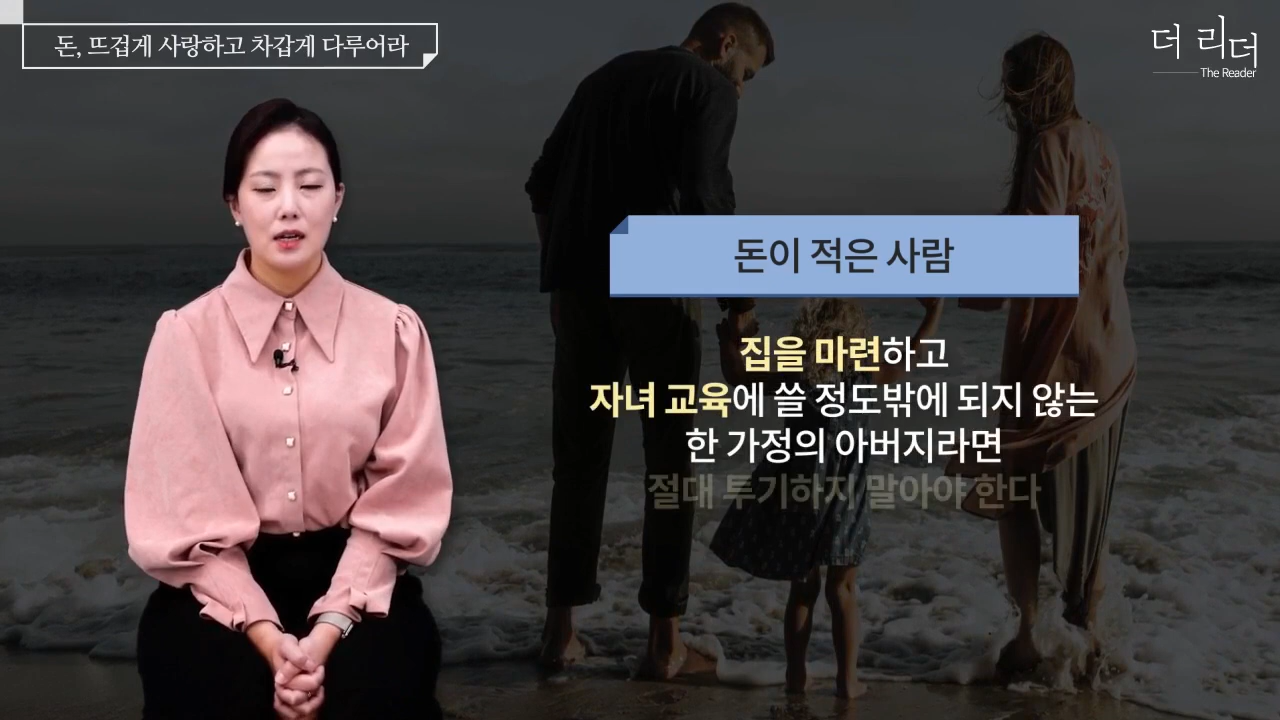 돈, 뜨겁게 사랑하고 차갑게 다루어라
더 리더
The Reader
돈이 적은 사람
집을 마련하고
자녀 교육에 쓸 정도밖에 되지 않는
한 가정의 아버지라면
절대 투기하지 말아야 한다